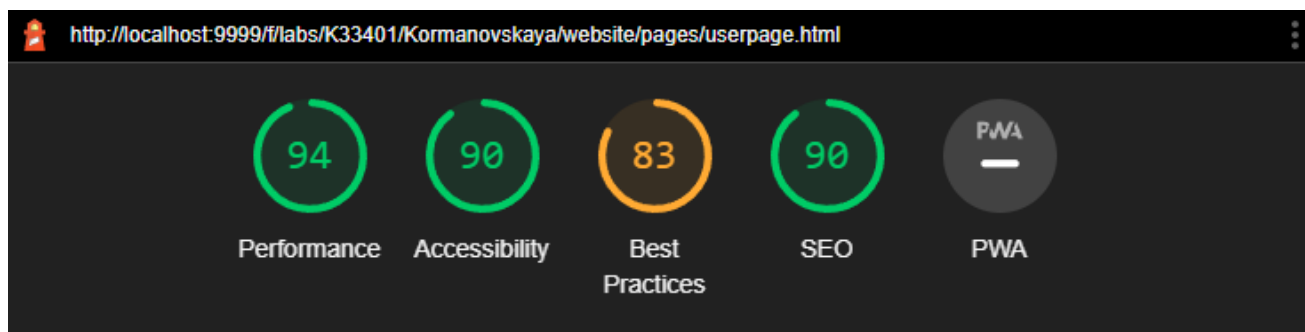 http://localhost:9999/f/labs/K33401/Kormanovskaya/website/pages/userpage.html
94 90 83 90 PWA
Performance Accessibility Best SEO PWA
Practices